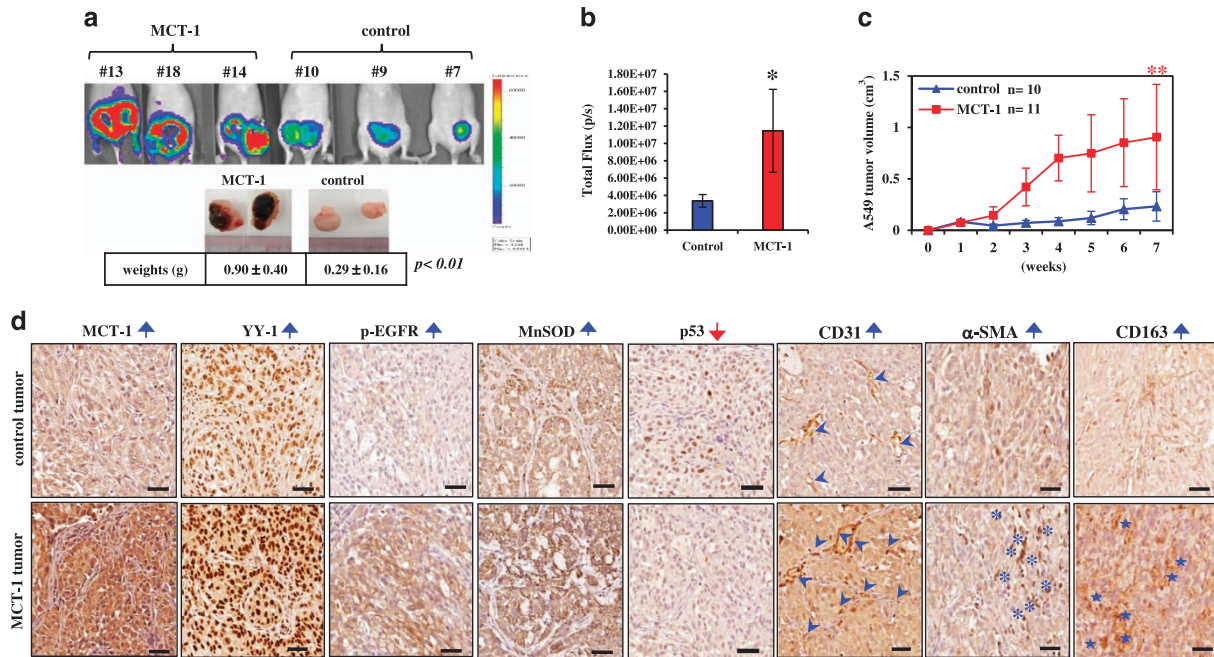 a
MCT-1 control
#13 #18 #14 #10 #9 #7
60000
40000
20000
Counts
MCT-1 control
weights (g) 0.90 ± 0.40 0.29 ± 0.16 p< 0.01
b
Total Flux (p/s)
1.80E+07
1.60E+07
1.40E+07
1.20E+07
1.00E+07
8.00E+06
6.00E+06
4.00E+06
2.00E+06
0.00E+00
*
Control MCT-1
c
A549 tumor volume (cm³)
1.5
1
0.5
0
control n= 10
MCT-1 n= 11
**
0 1 2 3 4 5 6 7
(weeks)
d
MCT-1 YY-1 p-EGFR MnSOD p53 CD31 α-SMA CD163
control tumor
MCT-1 tumor